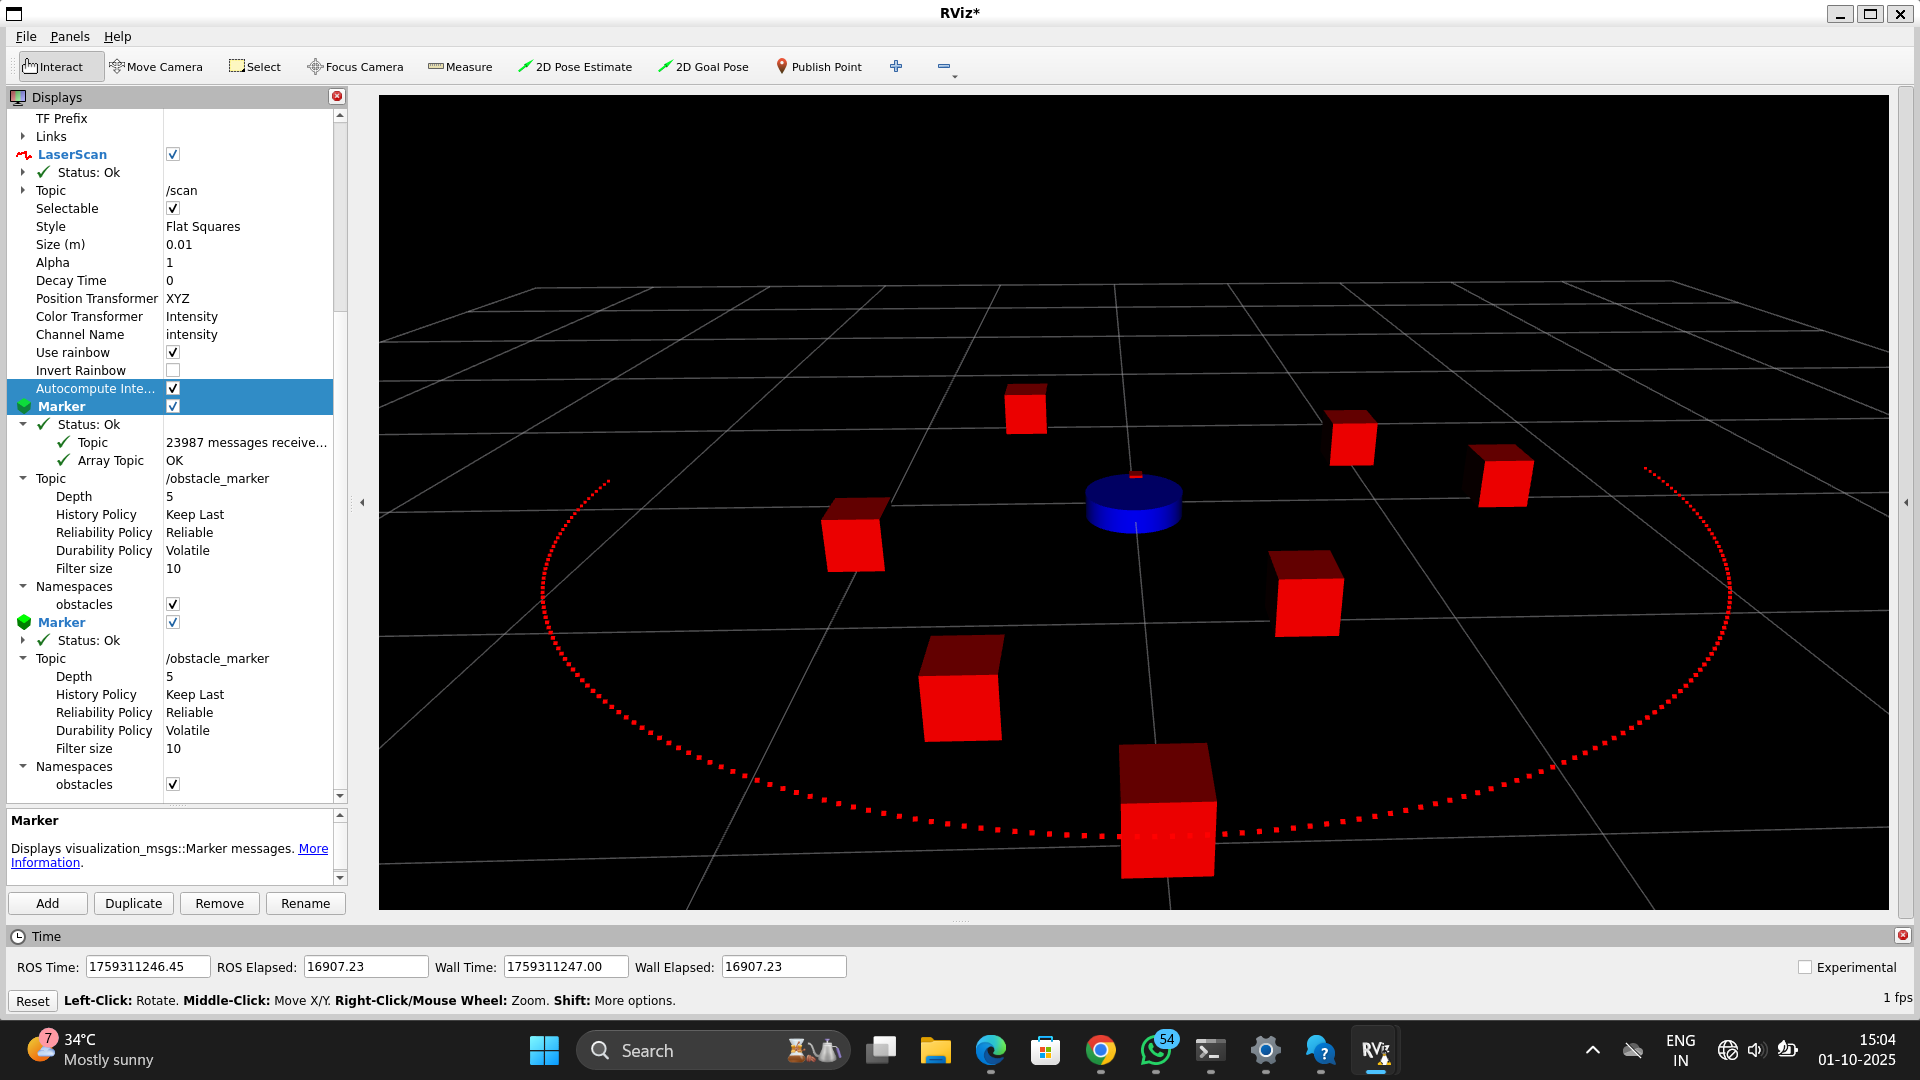 RViz*
File Panels Help
Interact Move Camera Select Focus Camera Measure 2D Pose Estimate 2D Goal Pose Publish Point
Displays
TF Prefix
Links
LaserScan
Status: Ok
Topic /scan
Selectable
Style Flat Squares
Size (m) 0.01
Alpha 1
Decay Time 0
Position Transformer XYZ
Color Transformer Intensity
Channel Name intensity
Use rainbow
Invert Rainbow
Autocompute Inte...
Marker
Status: Ok
Topic 23987 messages receive...
Array Topic OK
Topic /obstacle_marker
Depth 5
History Policy Keep Last
Reliability Policy Reliable
Durability Policy Volatile
Filter size 10
Namespaces
obstacles
Marker
Status: Ok
Topic /obstacle_marker
Depth 5
History Policy Keep Last
Reliability Policy Reliable
Durability Policy Volatile
Filter size 10
Namespaces
obstacles
Marker
Displays visualization_msgs::Marker messages. More
Information.
Add Duplicate Remove Rename
Time
ROS Time: 1759311246.45 ROS Elapsed: 16907.23 Wall Time: 1759311247.00 Wall Elapsed: 16907.23 Experimental
Reset Left-Click: Rotate. Middle-Click: Move X/Y. Right-Click/Mouse Wheel: Zoom. Shift: More options. 1 fps
7 34°C
Mostly sunny
Search
54
RViz
ENG
IN
15:04
01-10-2025